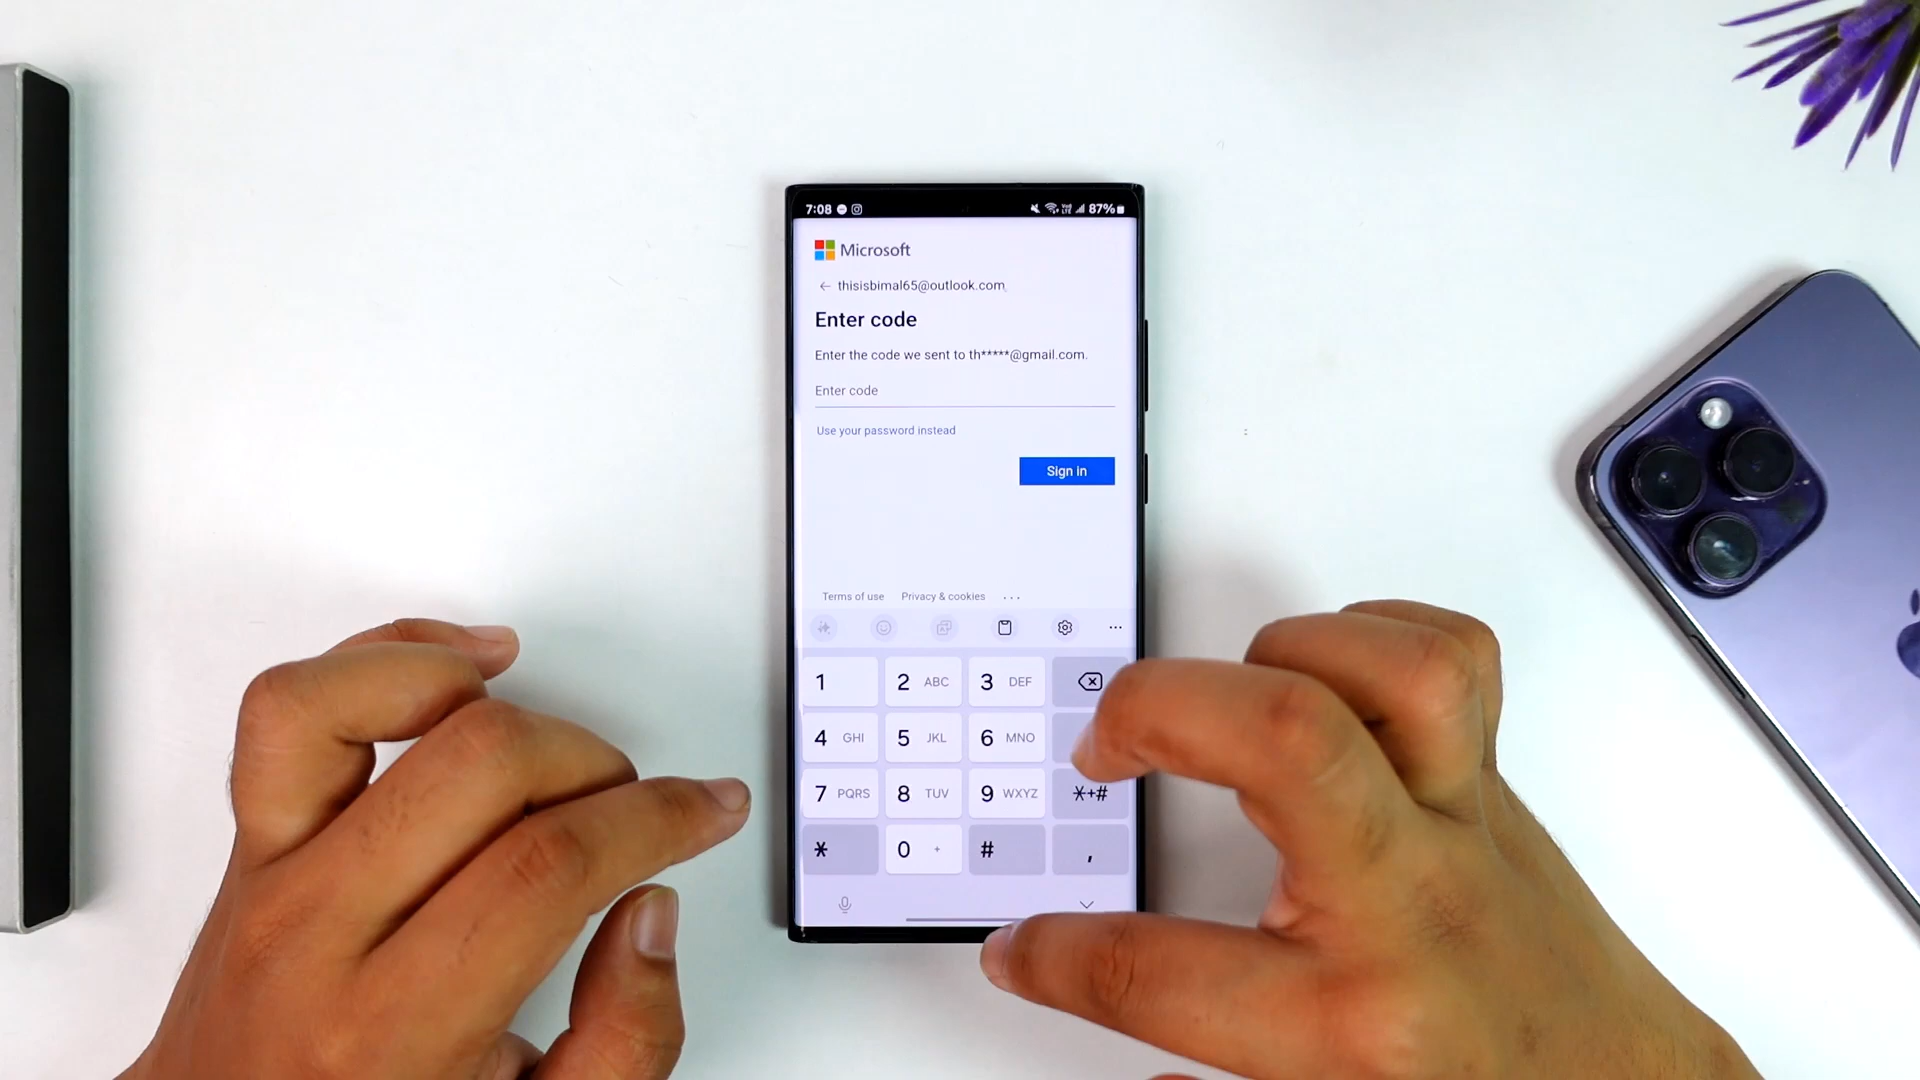 7:08 87%
Microsoft
← thisisbimal65@outlook.com
Enter code
Enter the code we sent to th*****@gmail.com.
Enter code
Use your password instead
Sign in
Terms of use Privacy & cookies ...
1 2 ABC 3 DEF
4 GHI 5 JKL 6 MNO
7 PQRS 8 TUV 9 WXYZ *+#
* 0 + # ,